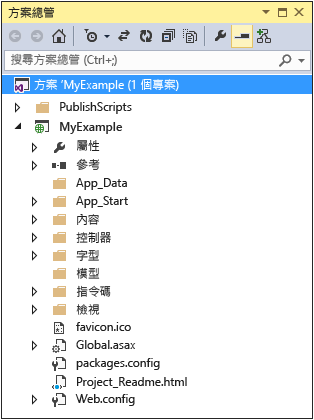 方案總管
搜尋方案總管 (Ctrl+;)
方案 'MyExample (1 個專案)
PublishScripts
MyExample
屬性
參考
App_Data
App_Start
內容
控制器
字型
模型
指令碼
檢視
favicon.ico
Global.asax
packages.config
Project_Readme.html
Web.config